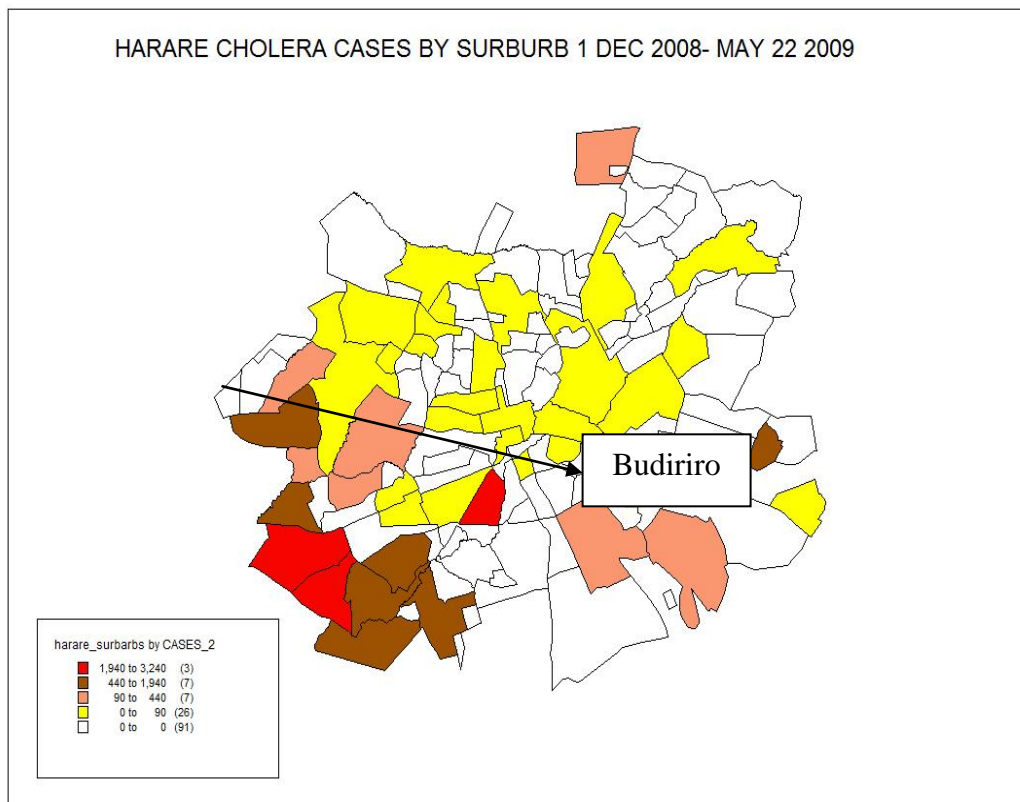 HARARE CHOLERA CASES BY SURBURB 1 DEC 2008- MAY 22 2009
Budiriro
harare_surbarbs by CASES_2
1,940 to 3,240 (3)
440 to 1,940 (7)
90 to 440 (7)
0 to 90 (26)
0 to 0 (91)